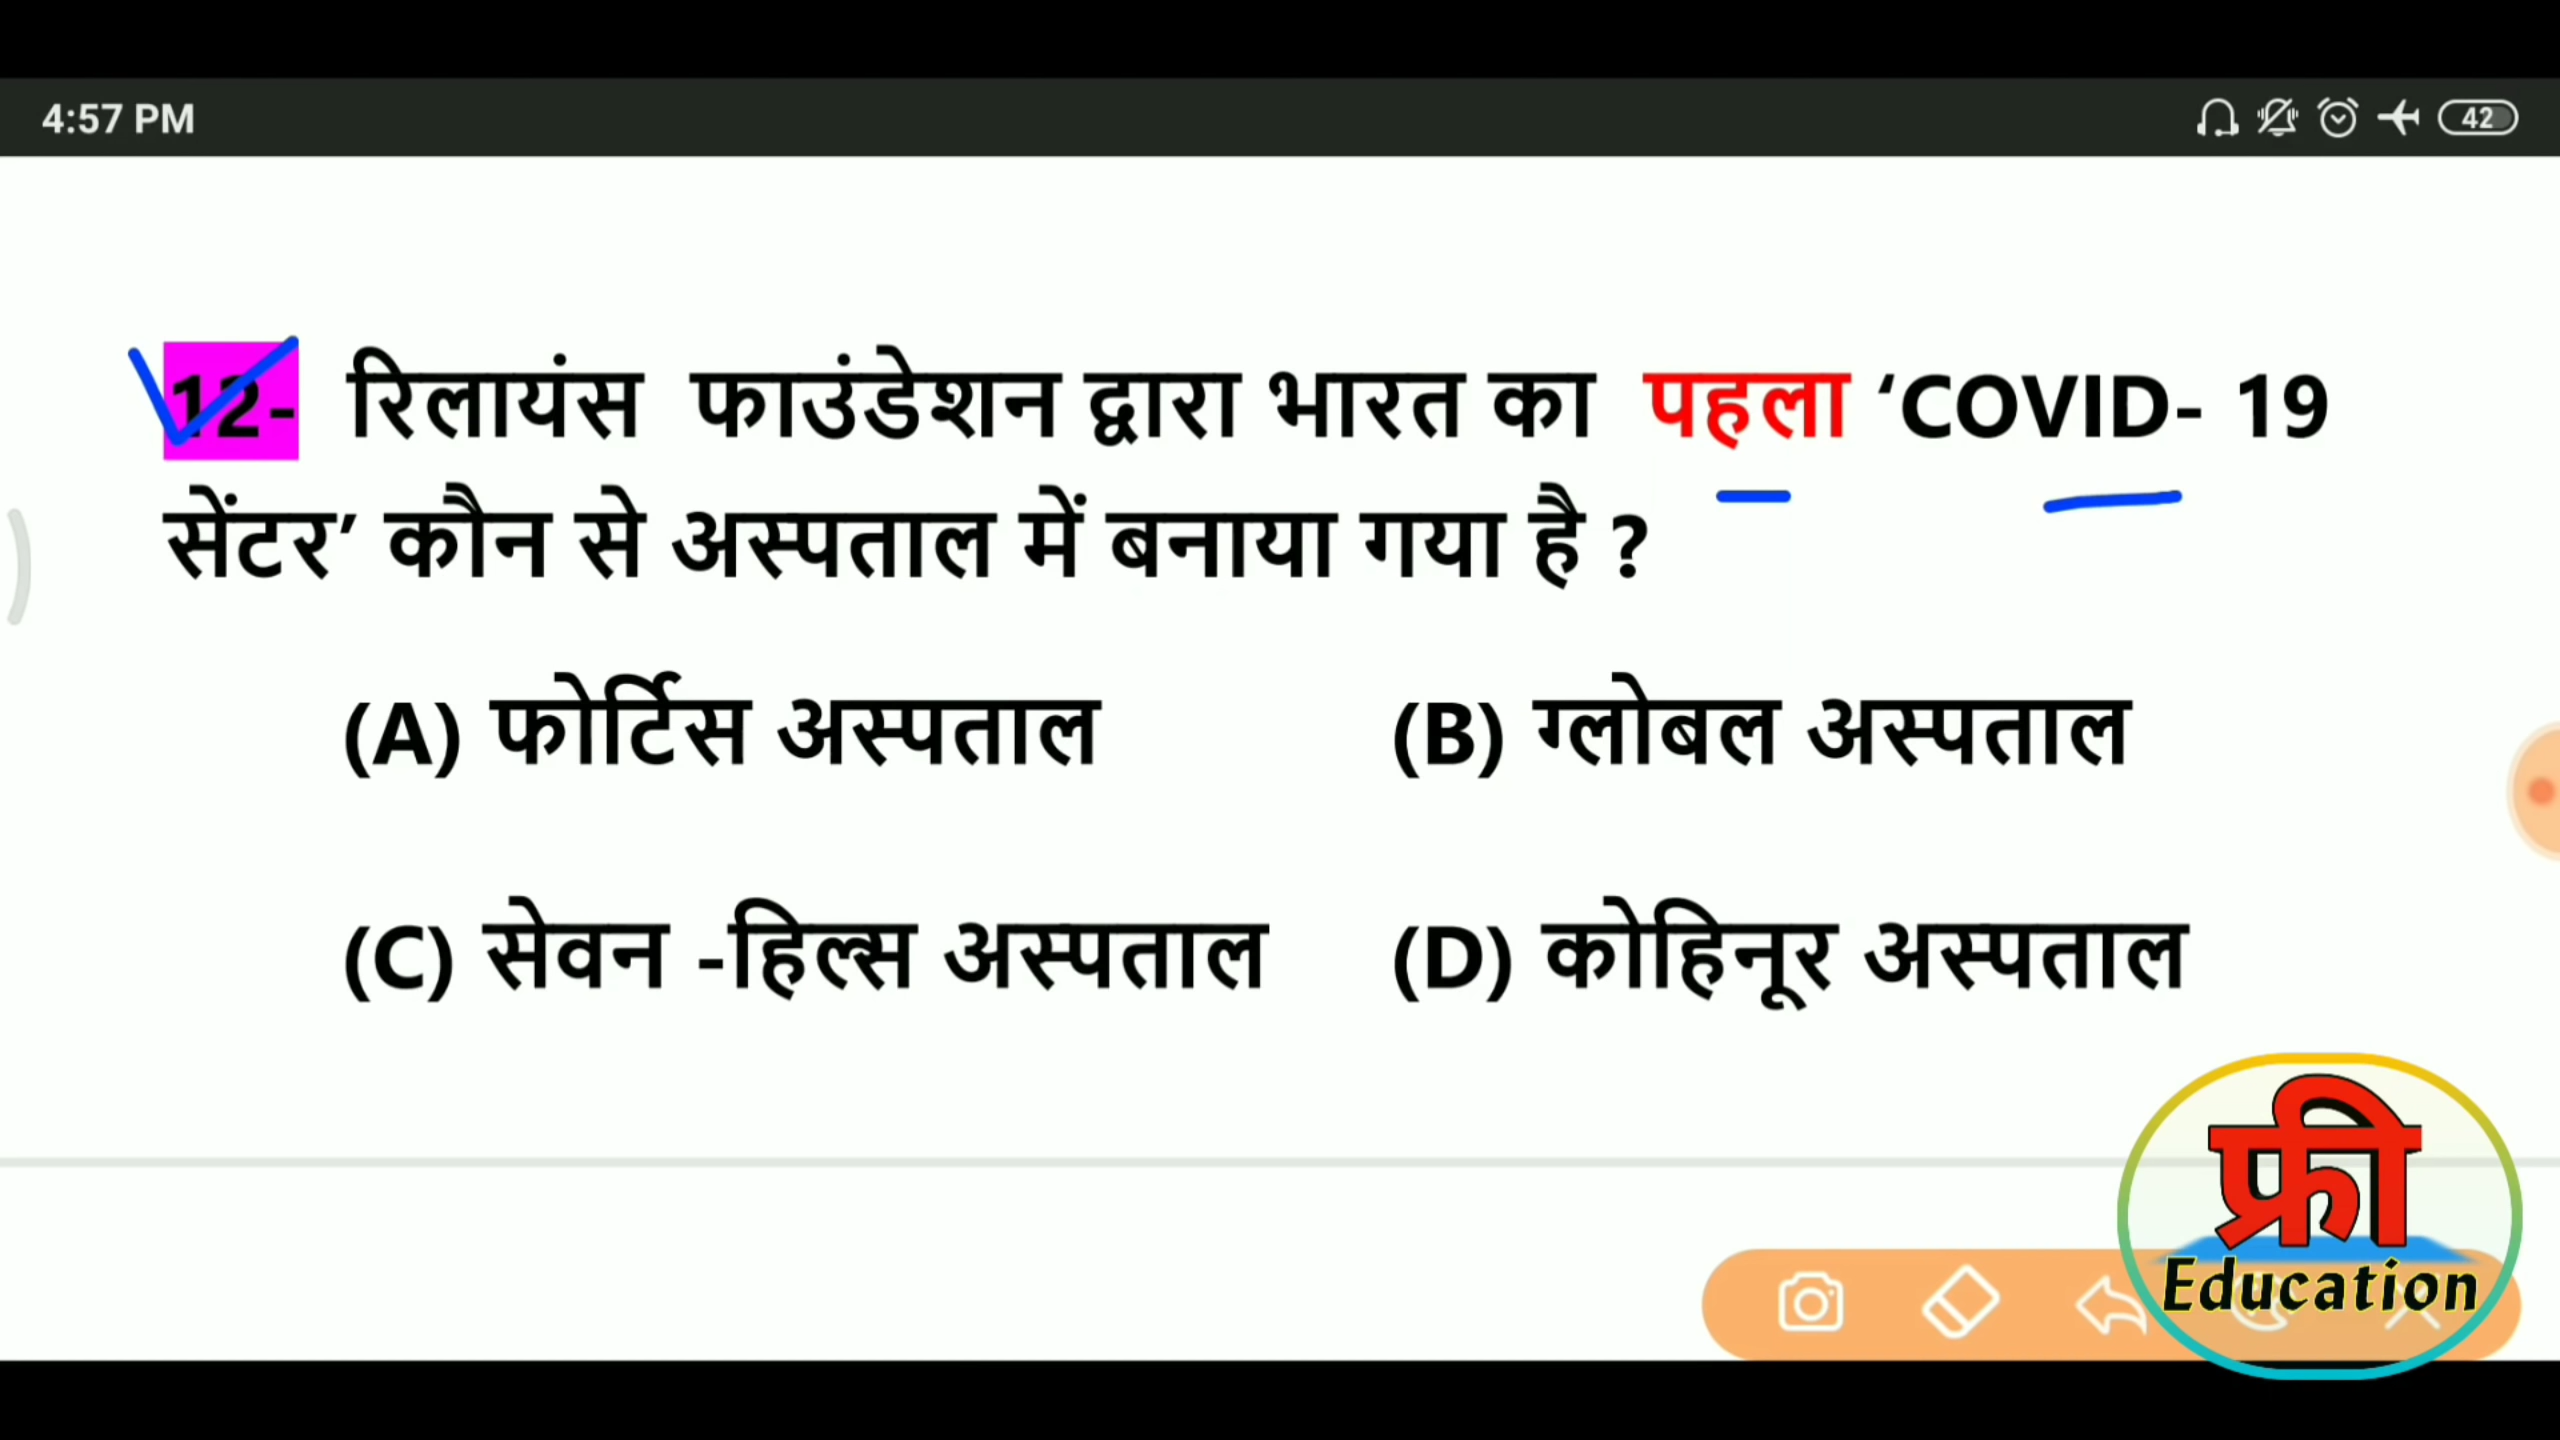 4:57 PM
42
12- रिलायंस फाउंडेशन द्वारा भारत का पहला ‘COVID- 19
सेंटर’ कौन से अस्पताल में बनाया गया है ?
(A) फोर्टिस अस्पताल (B) ग्लोबल अस्पताल
(C) सेवन -हिल्स अस्पताल (D) कोहिनूर अस्पताल
फ्री
Education